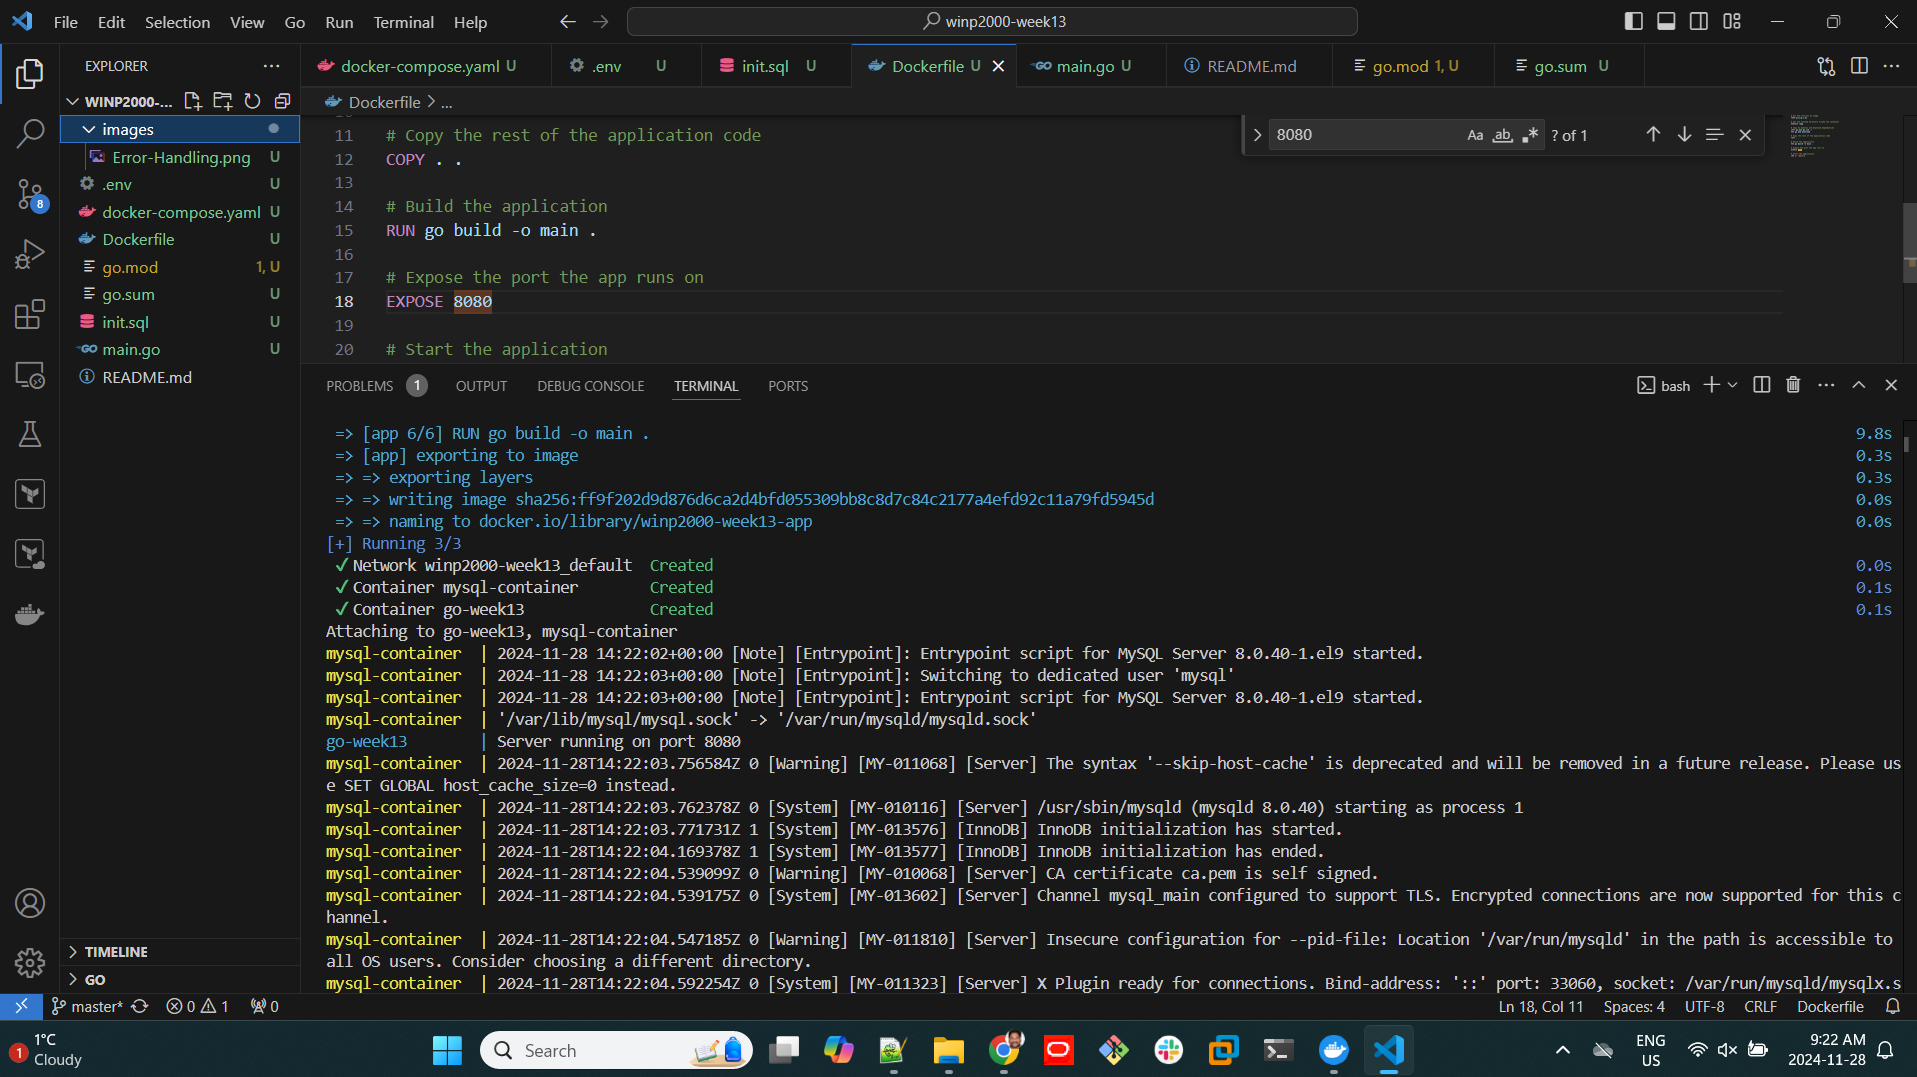 File Edit Selection View Go Run Terminal Help
winp2000-week13
EXPLORER
docker-compose.yaml U
.env U
init.sql U
Dockerfile U
main.go U
README.md
go.mod 1, U
go.sum U
WINP2000-...
Dockerfile > ...
images
Error-Handling.png U
.env U
docker-compose.yaml U
Dockerfile U
go.mod 1, U
go.sum U
init.sql U
main.go U
README.md
8
11 # Copy the rest of the application code
12 COPY . .
13
14 # Build the application
15 RUN go build -o main .
16
17 # Expose the port the app runs on
18 EXPOSE 8080
19
20 # Start the application
8080 Aa ab ? of 1
PROBLEMS 1 OUTPUT DEBUG CONSOLE TERMINAL PORTS
bash
=> [app 6/6] RUN go build -o main . 9.8s
=> [app] exporting to image 0.3s
=> => exporting layers 0.3s
=> => writing image sha256:ff9f202d9d876d6ca2d4bfd055309bb8c8d7c84c2177a4efd92c11a79fd5945d 0.0s
=> => naming to docker.io/library/winp2000-week13-app 0.0s
[+] Running 3/3
✓ Network winp2000-week13_default Created 0.0s
✓ Container mysql-container Created 0.1s
✓ Container go-week13 Created 0.1s
Attaching to go-week13, mysql-container
mysql-container | 2024-11-28 14:22:02+00:00 [Note] [Entrypoint]: Entrypoint script for MySQL Server 8.0.40-1.el9 started.
mysql-container | 2024-11-28 14:22:03+00:00 [Note] [Entrypoint]: Switching to dedicated user 'mysql'
mysql-container | 2024-11-28 14:22:03+00:00 [Note] [Entrypoint]: Entrypoint script for MySQL Server 8.0.40-1.el9 started.
mysql-container | '/var/lib/mysql/mysql.sock' -> '/var/run/mysqld/mysqld.sock'
go-week13 | Server running on port 8080
mysql-container | 2024-11-28T14:22:03.756584Z 0 [Warning] [MY-011068] [Server] The syntax '--skip-host-cache' is deprecated and will be removed in a future release. Please us
e SET GLOBAL host_cache_size=0 instead.
mysql-container | 2024-11-28T14:22:03.762378Z 0 [System] [MY-010116] [Server] /usr/sbin/mysqld (mysqld 8.0.40) starting as process 1
mysql-container | 2024-11-28T14:22:03.771731Z 1 [System] [MY-013576] [InnoDB] InnoDB initialization has started.
mysql-container | 2024-11-28T14:22:04.169378Z 1 [System] [MY-013577] [InnoDB] InnoDB initialization has ended.
mysql-container | 2024-11-28T14:22:04.539099Z 0 [Warning] [MY-010068] [Server] CA certificate ca.pem is self signed.
mysql-container | 2024-11-28T14:22:04.539175Z 0 [System] [MY-013602] [Server] Channel mysql_main configured to support TLS. Encrypted connections are now supported for this c
hannel.
mysql-container | 2024-11-28T14:22:04.547185Z 0 [Warning] [MY-011810] [Server] Insecure configuration for --pid-file: Location '/var/run/mysqld' in the path is accessible to
all OS users. Consider choosing a different directory.
mysql-container | 2024-11-28T14:22:04.592254Z 0 [System] [MY-011323] [Server] X Plugin ready for connections. Bind-address: '::' port: 33060, socket: /var/run/mysqld/mysqlx.s
TIMELINE
GO
master* 0 1 0
Ln 18, Col 11 Spaces: 4 UTF-8 CRLF Dockerfile
1
1°C
Cloudy
Search
ENG
US
9:22 AM
2024-11-28